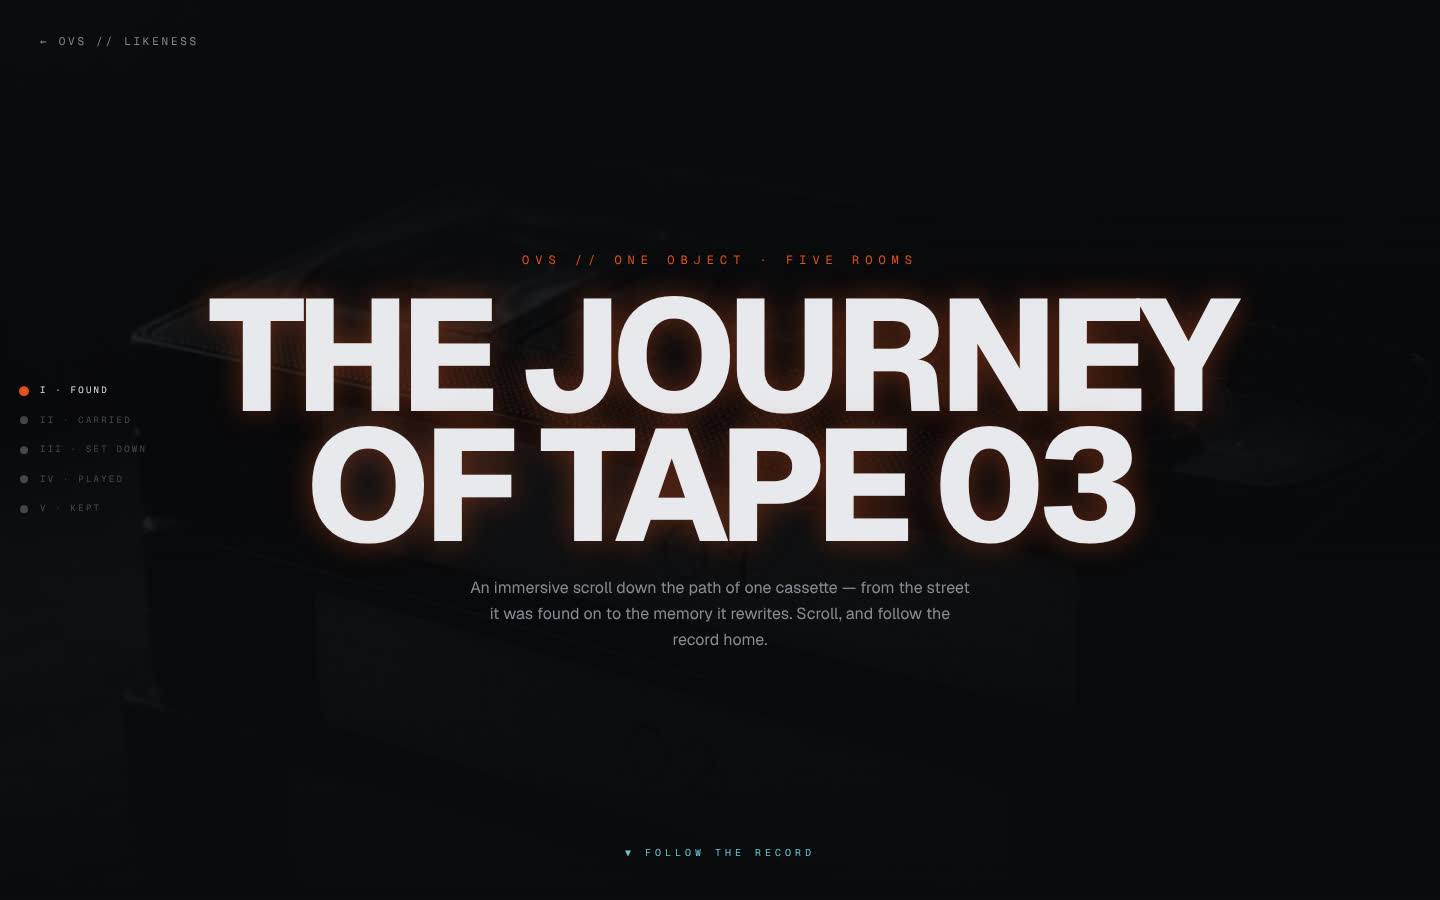 ← OVS // LIKENESS
OVS // ONE OBJECT · FIVE ROOMS
THE JOURNEY
OF TAPE 03
I · FOUND
II · CARRIED
III · SET DOWN
IV · PLAYED
V · KEPT
An immersive scroll down the path of one cassette — from the street
it was found on to the memory it rewrites. Scroll, and follow the
record home.
▼ FOLLOW THE RECORD